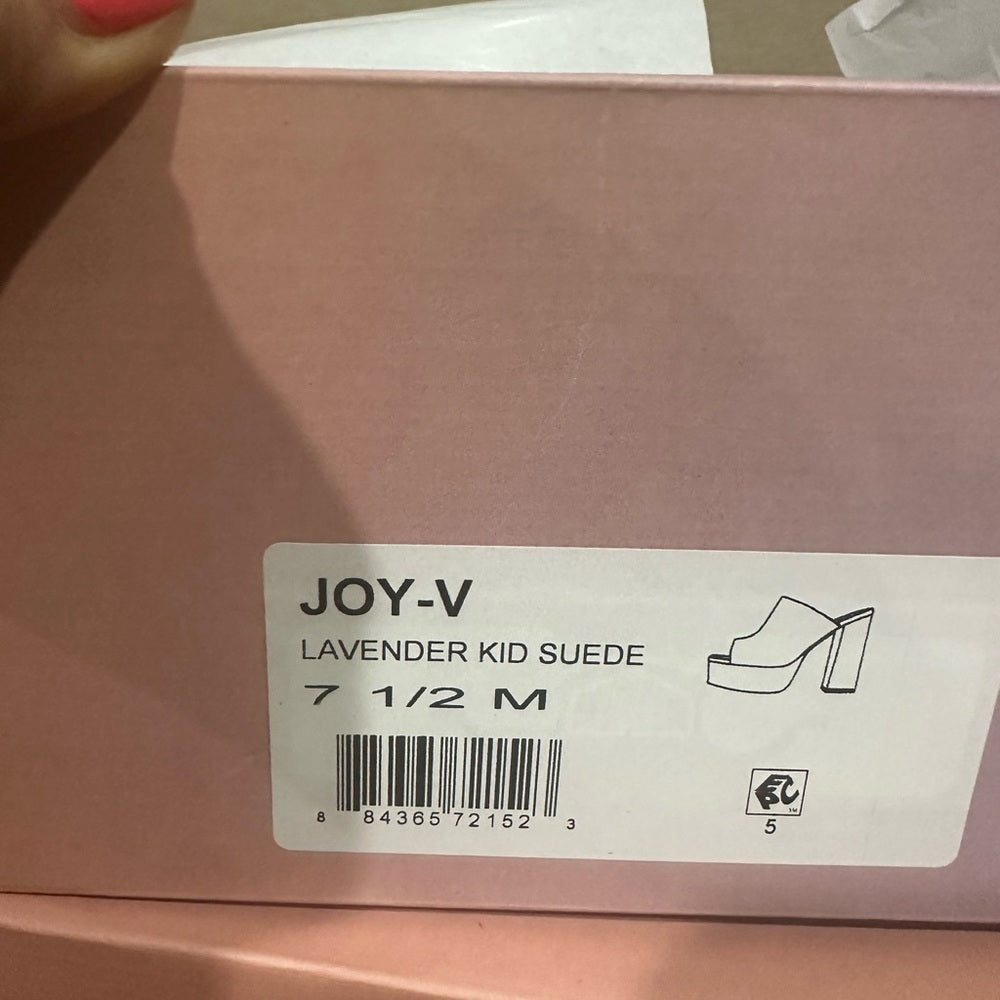 JOY-V
LAVENDER KID SUEDE
7 1/2 M
8 84365 72152 3
5